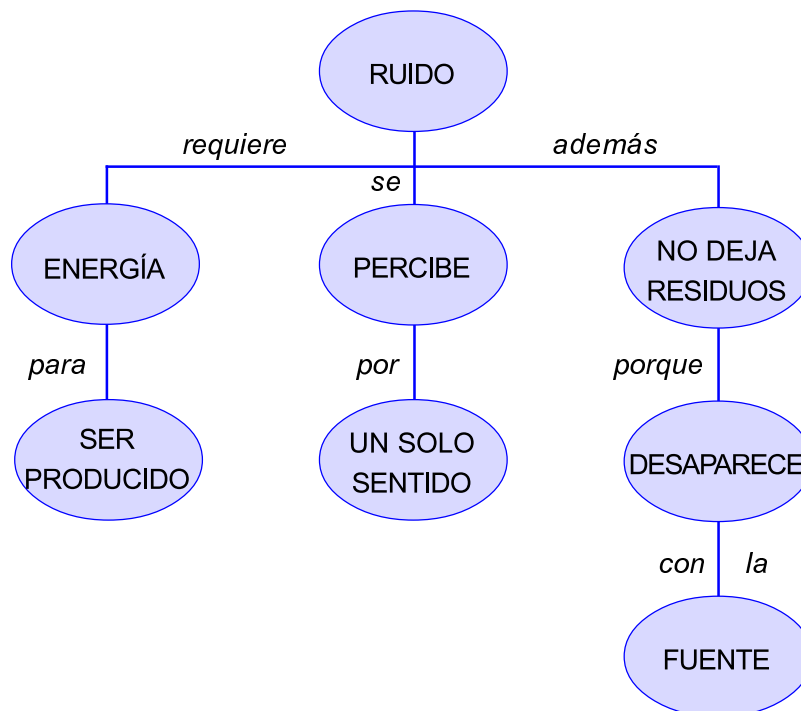 RUIDO
requiere
además
se
ENERGÍA
PERCIBE
NO DEJA
RESIDUOS
para
por
porque
SER
PRODUCIDO
UN SOLO
SENTIDO
DESAPARECE
con la
FUENTE